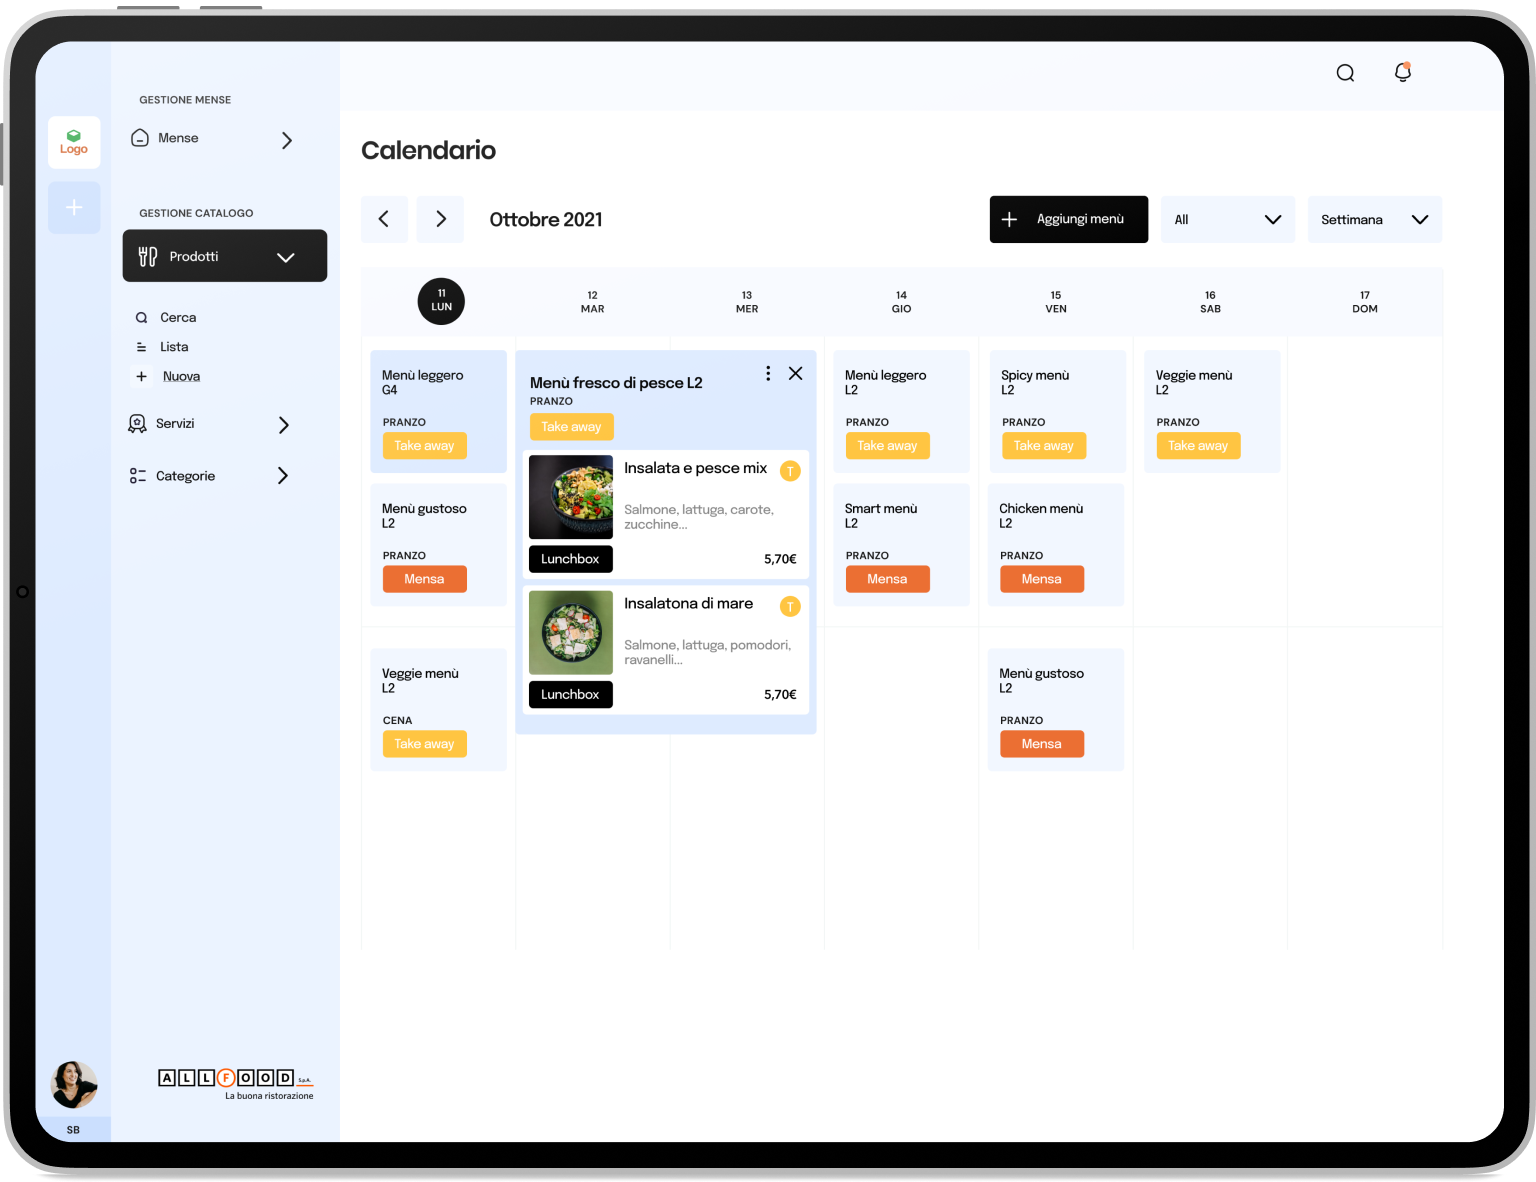 Logo
GESTIONE MENSE
Mense
GESTIONE CATALOGO
Prodotti
Cerca
Lista
Nuova
Servizi
Categorie
ALLFOOD S.p.A.
La buona ristorazione
SB
Calendario
Ottobre 2021
Aggiungi menù
All
Settimana
11
LUN
12
MAR
13
MER
14
GIO
15
VEN
16
SAB
17
DOM
Menù leggero
G4
PRANZO
Take away
Menù gustoso
L2
PRANZO
Mensa
Veggie menù
L2
CENA
Take away
Menù fresco di pesce L2
PRANZO
Take away
Insalata e pesce mix
T
Salmone, lattuga, carote,
zucchine...
Lunchbox
5,70€
Insalatona di mare
T
Salmone, lattuga, pomodori,
ravanelli...
Lunchbox
5,70€
Menù leggero
L2
PRANZO
Take away
Smart menù
L2
PRANZO
Mensa
Spicy menù
L2
PRANZO
Take away
Chicken menù
L2
PRANZO
Mensa
Menù gustoso
L2
PRANZO
Mensa
Veggie menù
L2
PRANZO
Take away